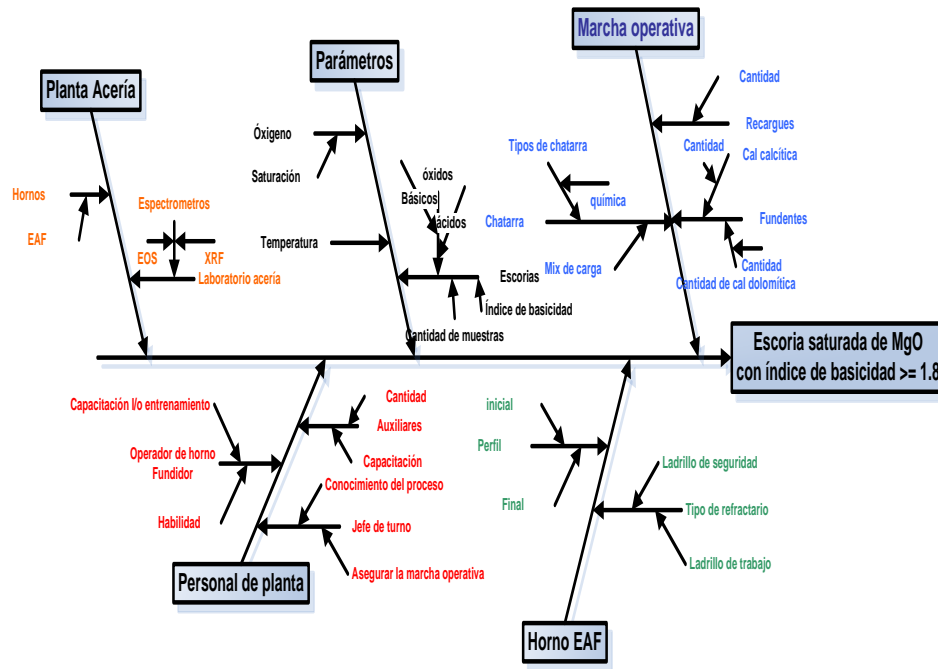 Marcha operativa
Parámetros
Planta Acería
Cantidad
Óxigeno
Recargues
Tipos de chatarra
Cantidad
Cal calcítica
Saturación
óxidos
Básicos
química
Hornos
Espectrometros
ácidos
Chatarra
Fundentes
EAF
Temperatura
EOS
XRF
Mix de carga
Cantidad
Laboratorio acería
Escorias
Cantidad de cal dolomítica
Índice de basicidad
Cantidad de muestras
Escoria saturada de MgO
con índice de basicidad >= 1.8
Capacitación I/o entrenamiento
Cantidad
inicial
Auxiliares
Perfil
Operador de horno
Fundidor
Capacitación
Ladrillo de seguridad
Conocimiento del proceso
Final
Tipo de refractario
Habilidad
Jefe de turno
Ladrillo de trabajo
Asegurar la marcha operativa
Personal de planta
Horno EAF